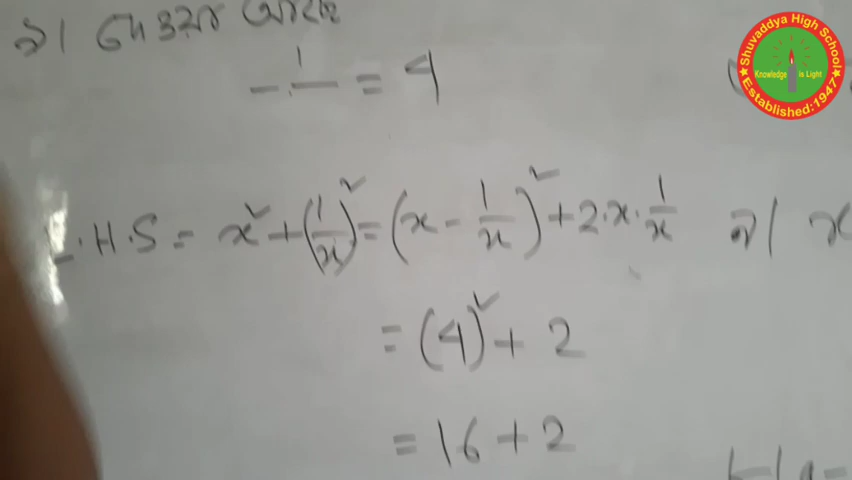 ২। দেওয়া আছে
- 1/ = 4
L.H.S = x² + (1/x)² = (x - 1/x)² + 2·x·1/x
= (4)² + 2
= 16 + 2
Shuvaddya High School
Knowledge is Light
Established:1947